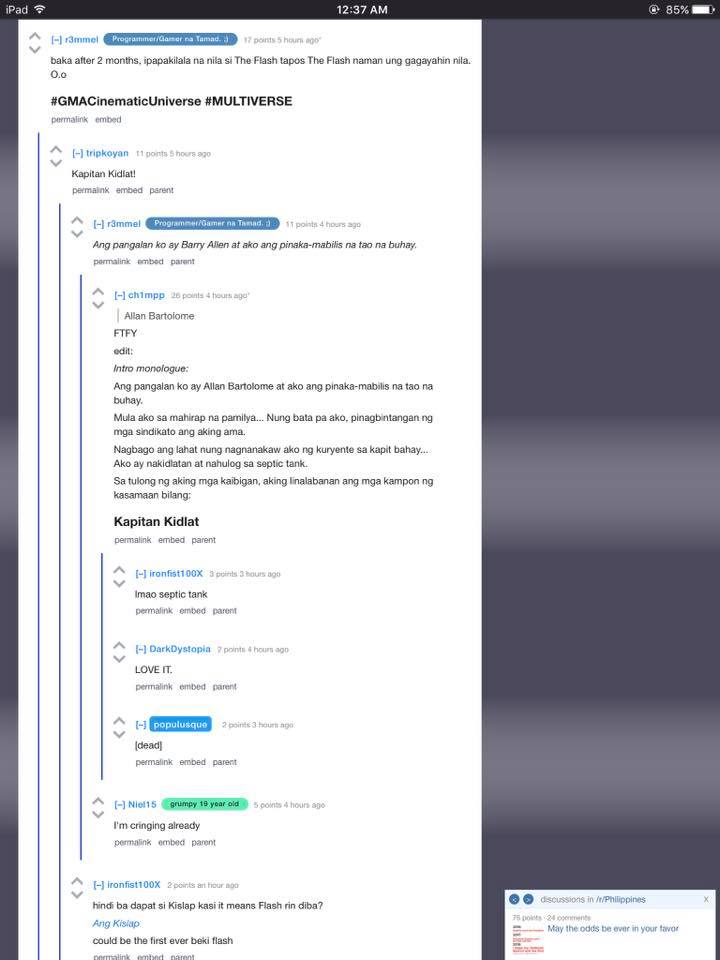 iPad 12:37 AM 85%
[–] r3mmel Programmer/Gamer na Tamad. ;) 17 points 5 hours ago*
baka after 2 months, ipapakilala na nila si The Flash tapos The Flash naman ung gagayahin nila.
O.o
#GMACinematicUniverse #MULTIVERSE
permalink embed
[–] tripkoyan 11 points 5 hours ago
Kapitan Kidlat!
permalink embed parent
[–] r3mmel Programmer/Gamer na Tamad. ;) 11 points 4 hours ago
Ang pangalan ko ay Barry Allen at ako ang pinaka-mabilis na tao na buhay.
permalink embed parent
[–] ch1mpp 26 points 4 hours ago*
Allan Bartolome
FTFY
edit:
Intro monologue:
Ang pangalan ko ay Allan Bartolome at ako ang pinaka-mabilis na tao na
buhay.
Mula ako sa mahirap na pamilya... Nung bata pa ako, pinagbintangan ng
mga sindikato ang aking ama.
Nagbago ang lahat nung nagnanakaw ako ng kuryente sa kapit bahay...
Ako ay nakidlatan at nahulog sa septic tank.
Sa tulong ng aking mga kaibigan, aking linalabanan ang mga kampon ng
kasamaan bilang:
Kapitan Kidlat
permalink embed parent
[–] ironfist100X 3 points 3 hours ago
lmao septic tank
permalink embed parent
[–] DarkDystopia 2 points 4 hours ago
LOVE IT.
permalink embed parent
[–] populusque 2 points 3 hours ago
[dead]
permalink embed parent
[–] Niel15 grumpy 19 year old 5 points 4 hours ago
I'm cringing already
permalink embed parent
[–] ironfist100X 2 points an hour ago
hindi ba dapat si Kislap kasi it means Flash rin diba?
Ang Kislap
could be the first ever beki flash
permalink embed parent
< > discussions in /r/Philippines X
75 points · 24 comments
May the odds be ever in your favor